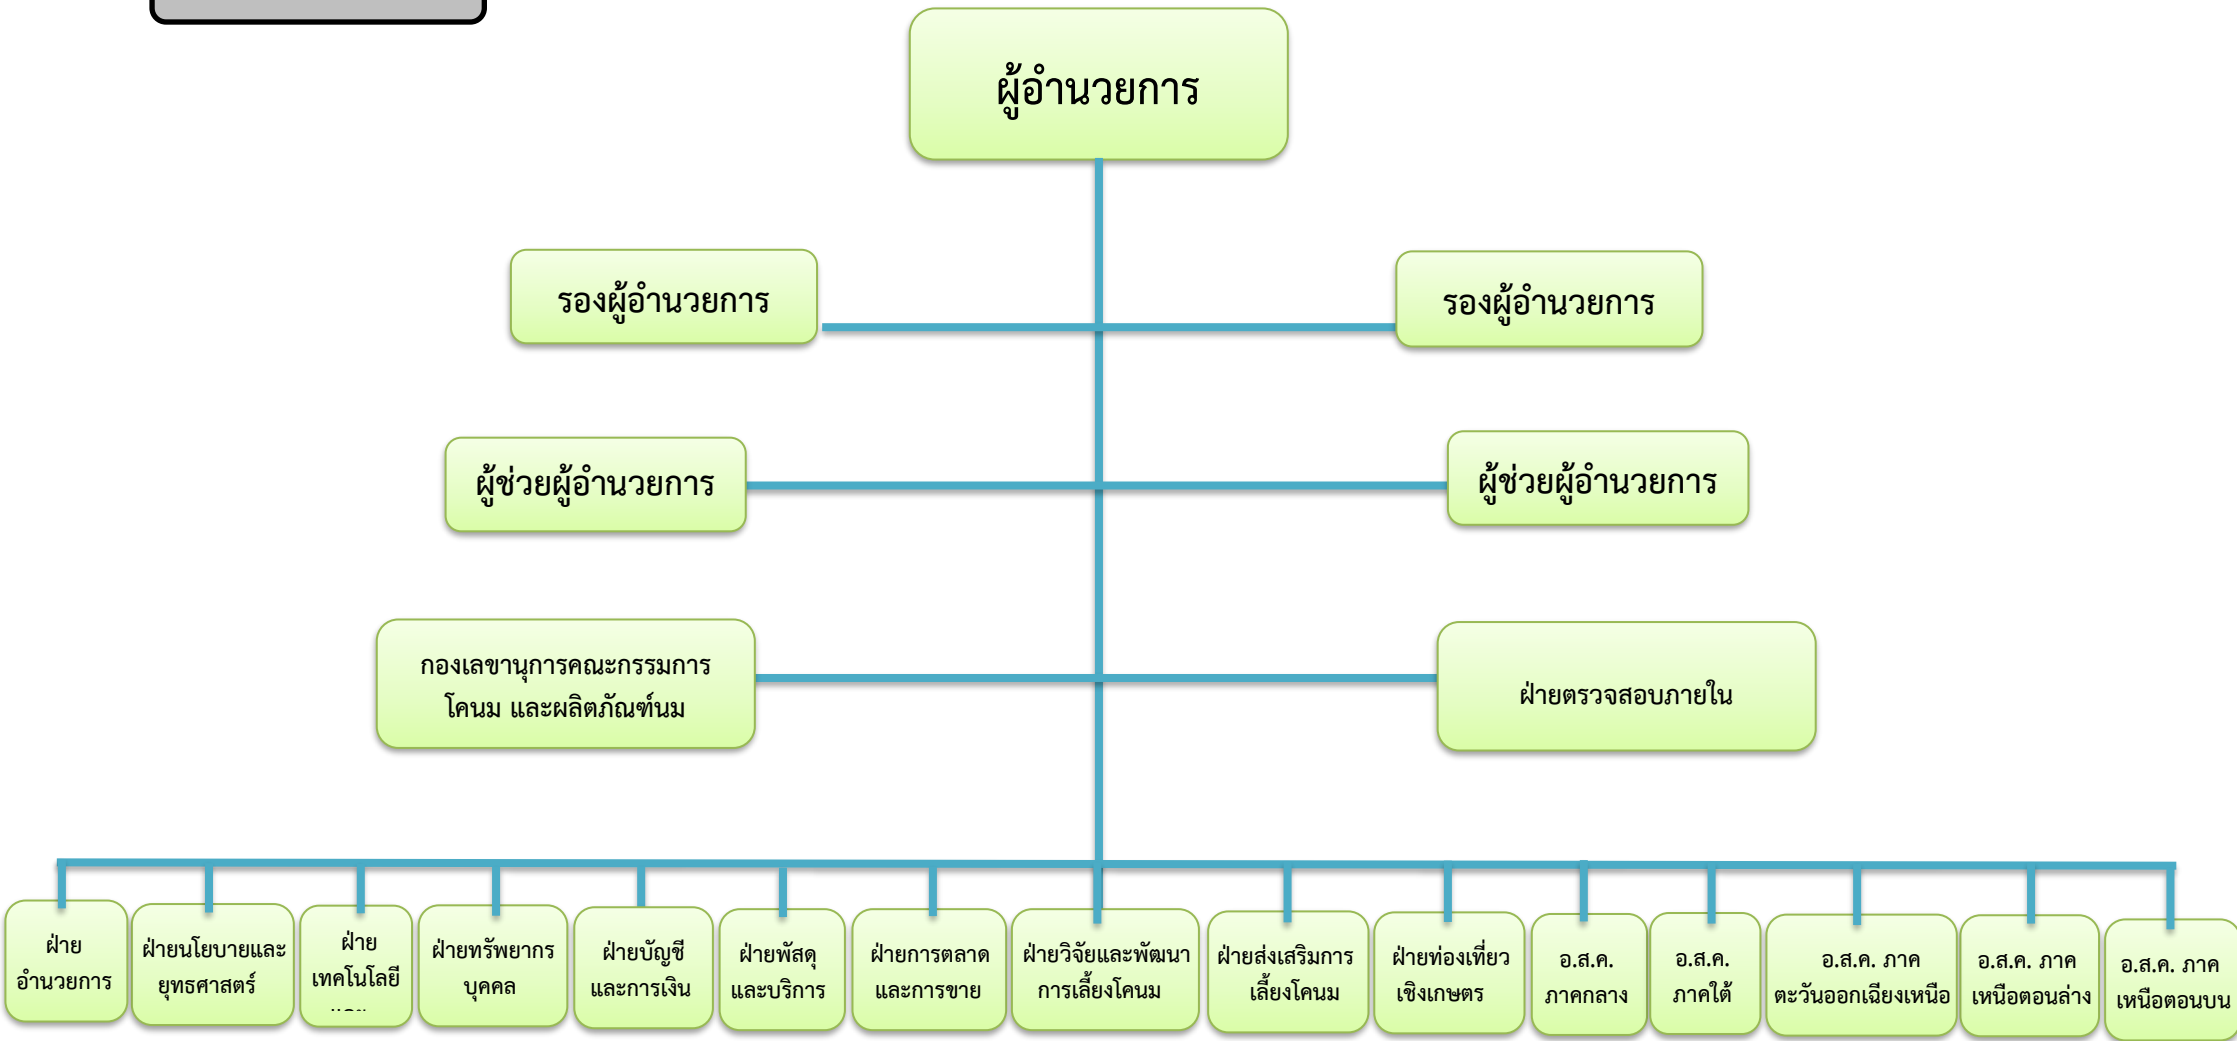 ผู้อำนวยการ
รองผู้อำนวยการ
รองผู้อำนวยการ
ผู้ช่วยผู้อำนวยการ
ผู้ช่วยผู้อำนวยการ
กองเลขานุการคณะกรรมการ
โคนม และผลิตภัณฑ์นม
ฝ่ายตรวจสอบภายใน
ฝ่าย
อำนวยการ
ฝ่ายนโยบายและ
ยุทธศาสตร์
ฝ่าย
เทคโนโลยี
ฝ่ายทรัพยากร
บุคคล
ฝ่ายบัญชี
และการเงิน
ฝ่ายพัสดุ
และบริการ
ฝ่ายการตลาด
และการขาย
ฝ่ายวิจัยและพัฒนา
การเลี้ยงโคนม
ฝ่ายส่งเสริมการ
เลี้ยงโคนม
ฝ่ายท่องเที่ยว
เชิงเกษตร
อ.ส.ค.
ภาคกลาง
อ.ส.ค.
ภาคใต้
อ.ส.ค. ภาค
ตะวันออกเฉียงเหนือ
อ.ส.ค. ภาค
เหนือตอนล่าง
อ.ส.ค. ภาค
เหนือตอนบน